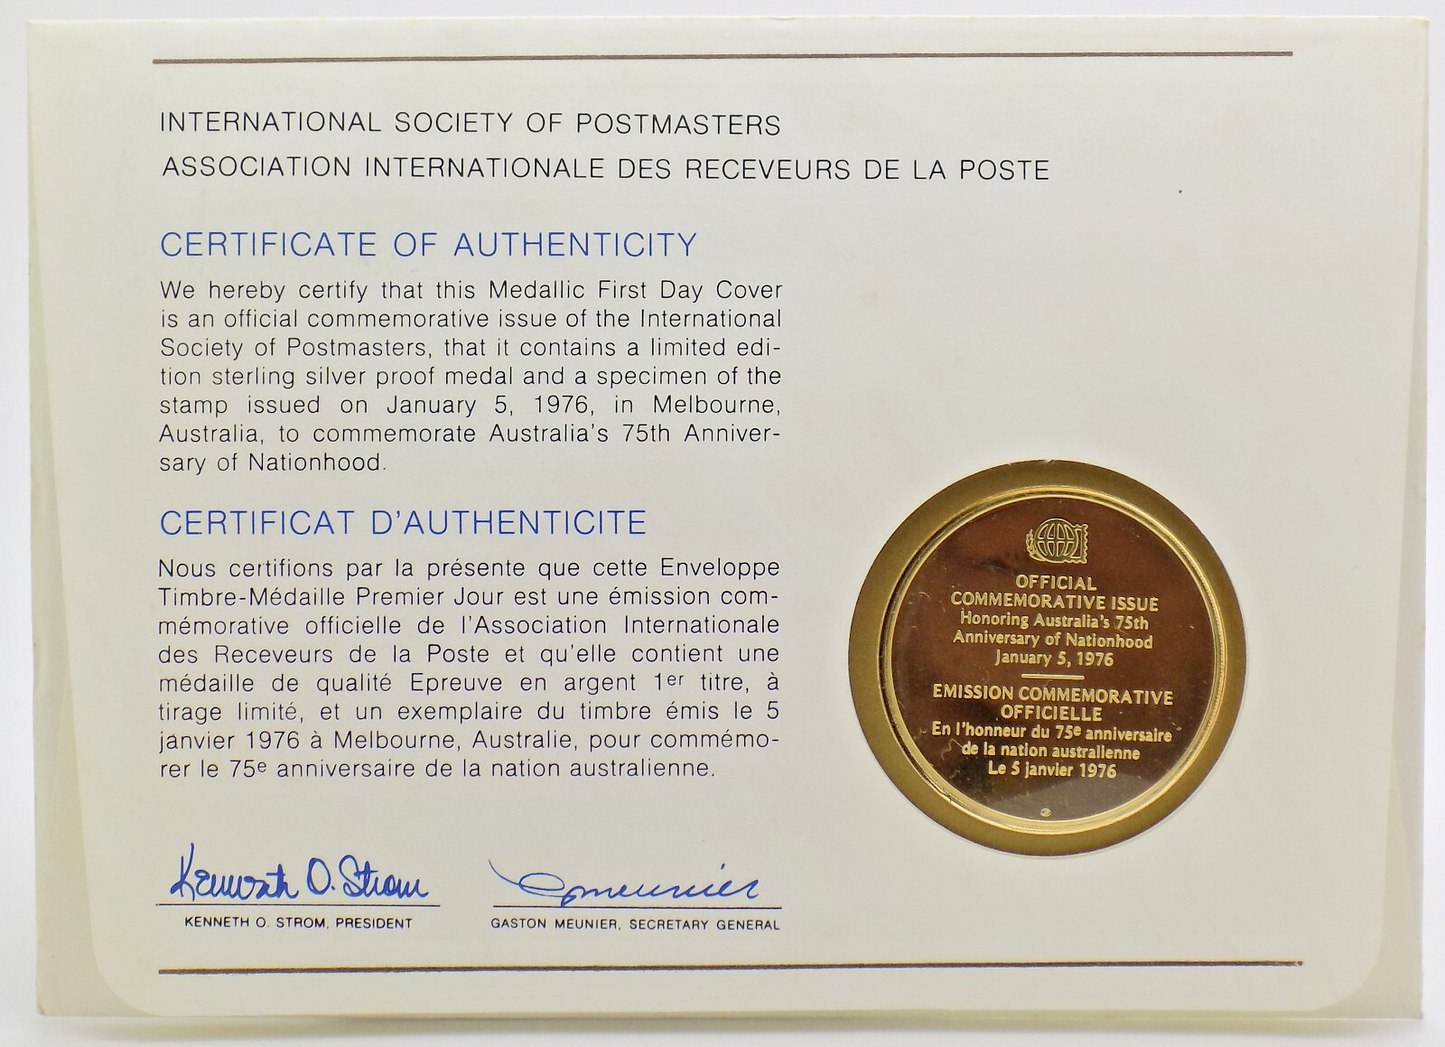 INTERNATIONAL SOCIETY OF POSTMASTERS
ASSOCIATION INTERNATIONALE DES RECEVEURS DE LA POSTE
CERTIFICATE OF AUTHENTICITY
We hereby certify that this Medallic First Day Cover
is an official commemorative issue of the International
Society of Postmasters, that it contains a limited edi-
tion sterling silver proof medal and a specimen of the
stamp issued on January 5, 1976, in Melbourne,
Australia, to commemorate Australia's 75th Anniver-
sary of Nationhood.
CERTIFICAT D'AUTHENTICITE
Nous certifions par la présente que cette Enveloppe
Timbre-Médaille Premier Jour est une émission com-
mémorative officielle de l'Association Internationale
des Receveurs de la Poste et qu'elle contient une
médaille de qualité Epreuve en argent 1er titre, à
tirage limité, et un exemplaire du timbre émis le 5
janvier 1976 à Melbourne, Australie, pour commémo-
rer le 75e anniversaire de la nation australienne.
Kenneth O. Strom
G Meunier
KENNETH O. STROM, PRESIDENT
GASTON MEUNIER, SECRETARY GENERAL
OFFICIAL
COMMEMORATIVE ISSUE
Honoring Australia's 75th
Anniversary of Nationhood
January 5, 1976
EMISSION COMMEMORATIVE
OFFICIELLE
En l'honneur du 75e anniversaire
de la nation australienne
Le 5 janvier 1976